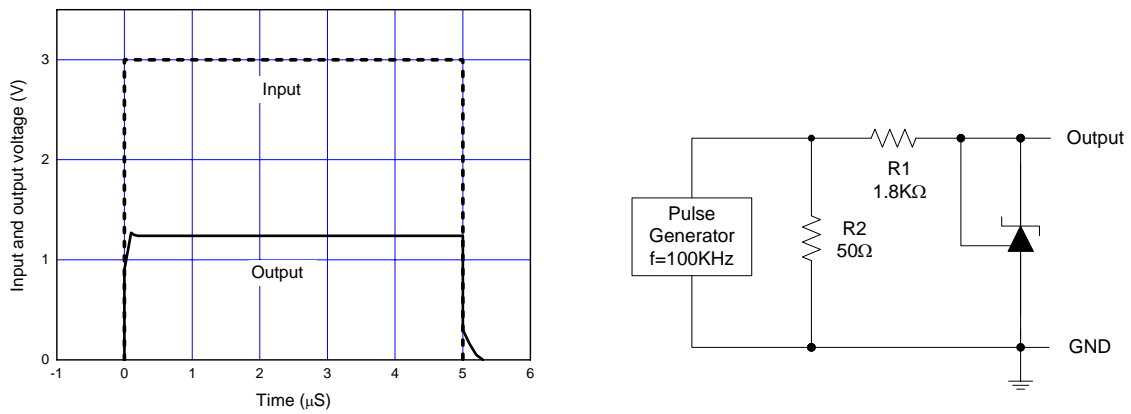 Input and output voltage (V)
3
2
1
0
Input
Output
-1 0 1 2 3 4 5 6
Time (μS)
Pulse
Generator
f=100KHz
R2
50Ω
R1
1.8KΩ
Output
GND